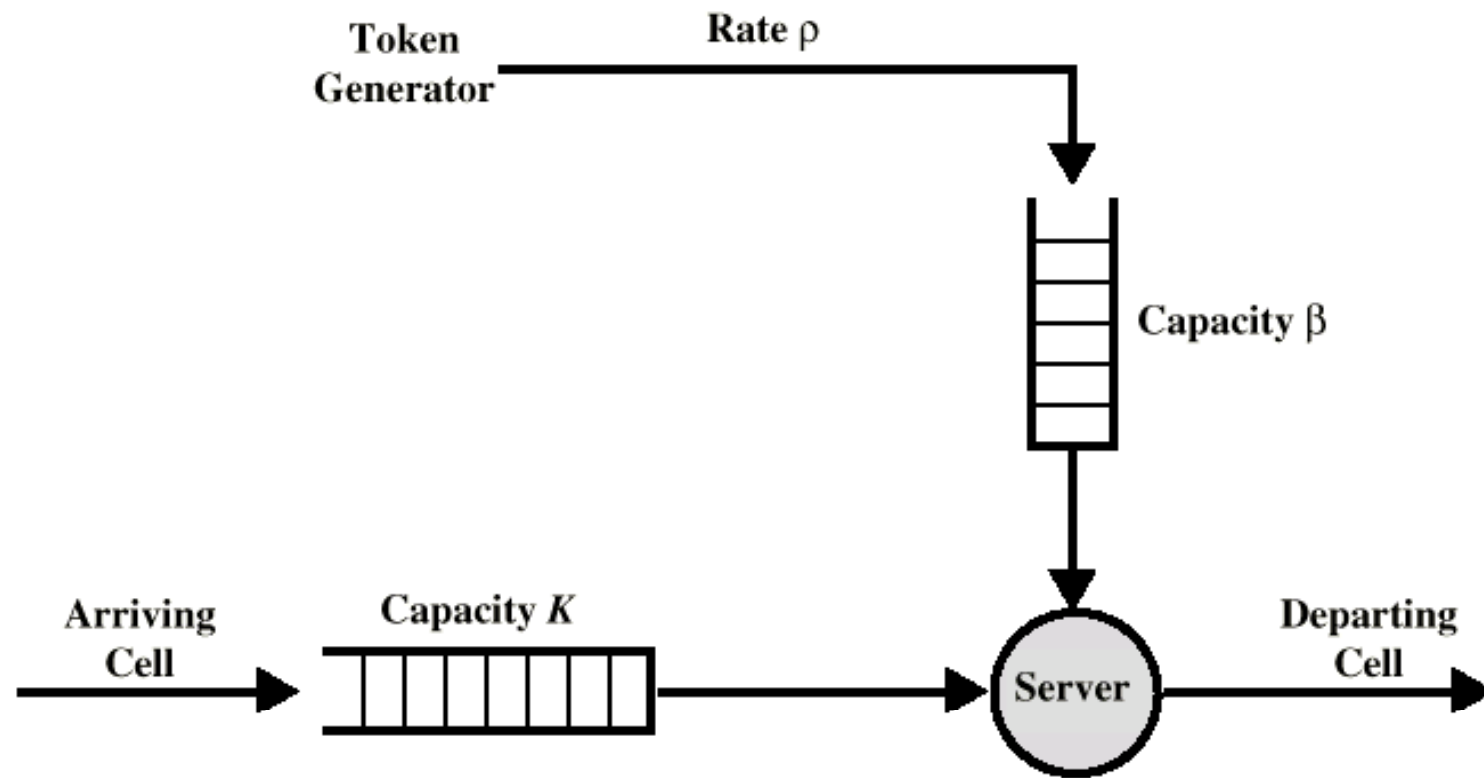 Token
Generator
Rate ρ
Capacity β
Arriving
Cell
Capacity K
Server
Departing
Cell